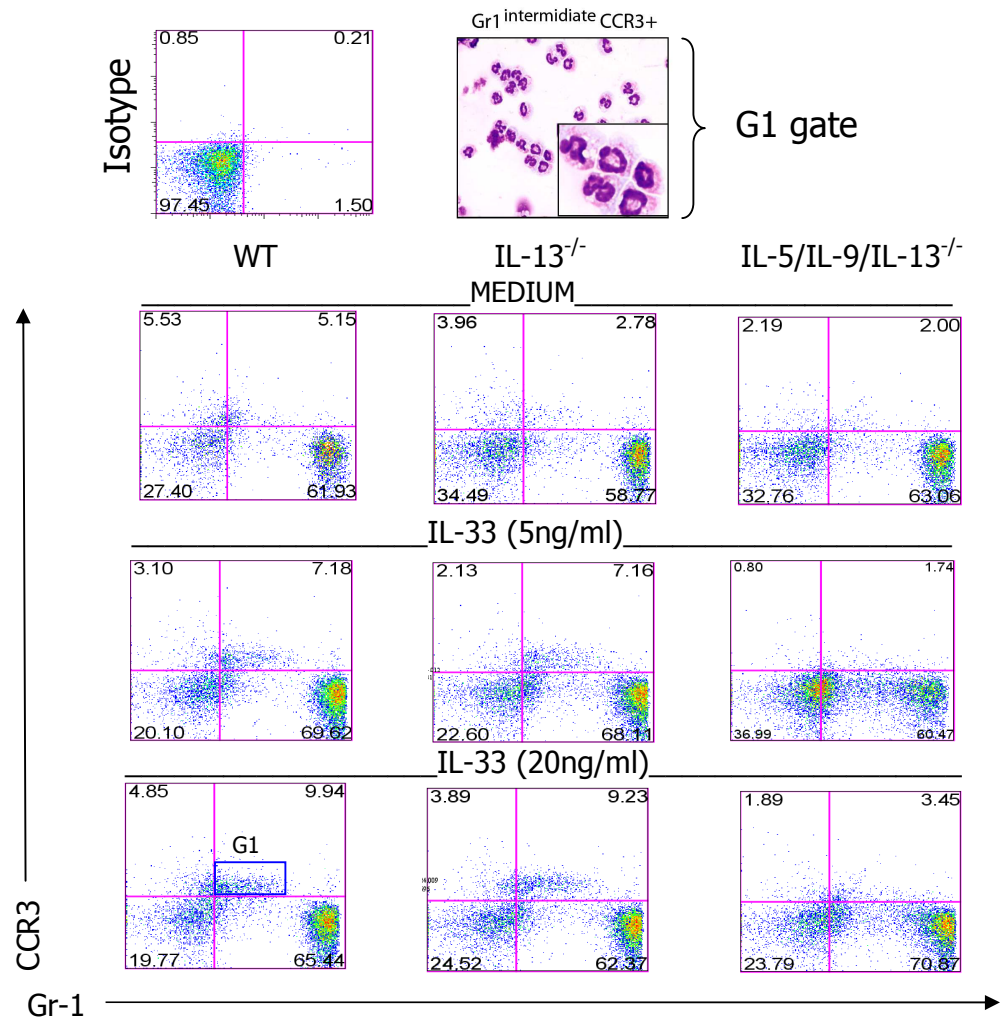 Gr1 intermidiate CCR3+
0.85 0.21
Isotype
97.45 1.50
G1 gate
WT IL-13-/- IL-5/IL-9/IL-13-/-
MEDIUM
5.53 5.15 3.96 2.78 2.19 2.00
27.40 61.93 34.49 58.77 32.76 63.06
IL-33 (5ng/ml)
3.10 7.18 2.13 7.16 0.80 1.74
20.10 69.62 22.60 68.11 36.99 60.47
IL-33 (20ng/ml)
4.85 9.94 3.89 9.23 1.89 3.45
G1
19.77 65.44 24.52 62.37 23.79 70.87
CCR3
Gr-1